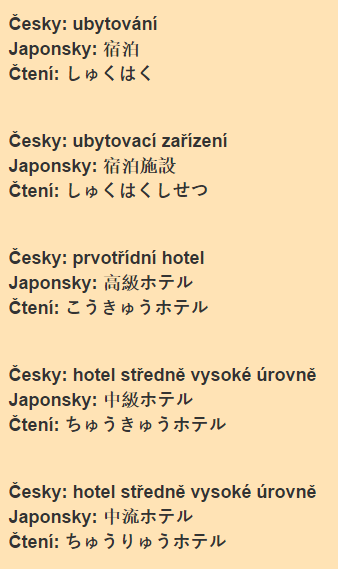 Česky: ubytování
Japonsky: 宿泊
Čtení: しゅくはく
Česky: ubytovací zařízení
Japonsky: 宿泊施設
Čtení: しゅくはくしせつ
Česky: prvotřídní hotel
Japonsky: 高級ホテル
Čtení: こうきゅうホテル
Česky: hotel středně vysoké úrovně
Japonsky: 中級ホテル
Čtení: ちゅうきゅうホテル
Česky: hotel středně vysoké úrovně
Japonsky: 中流ホテル
Čtení: ちゅうりゅうホテル